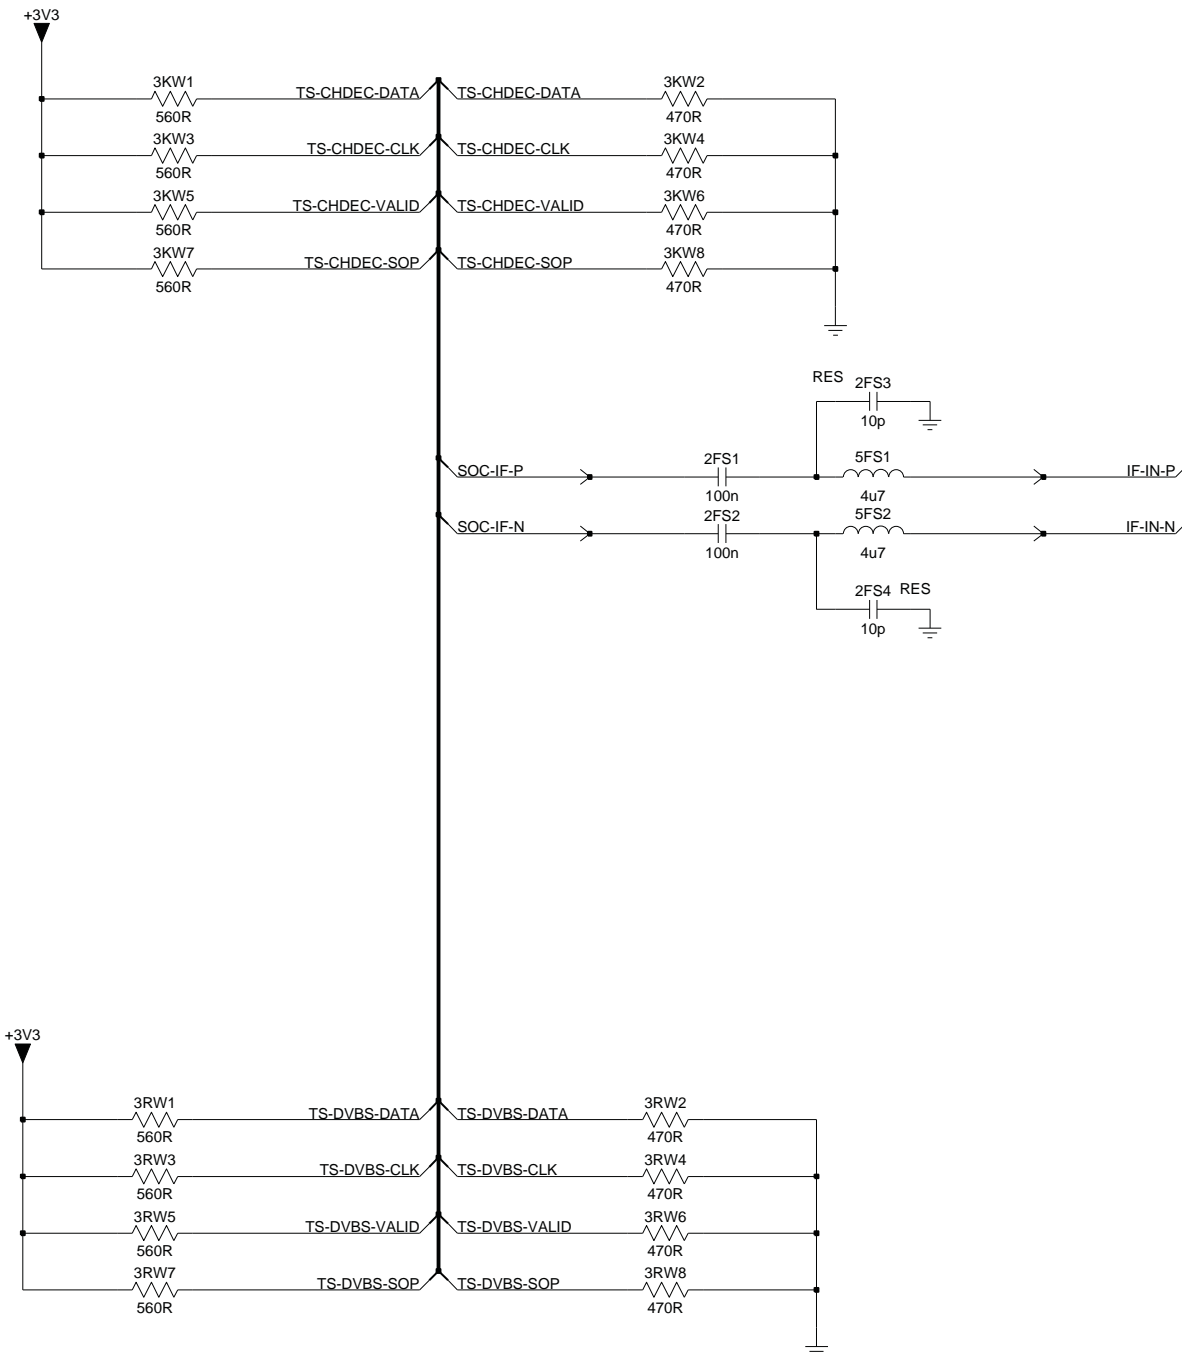 +3V3
3KW1
TS-CHDEC-DATA
TS-CHDEC-DATA
3KW2
560R
470R
3KW3
TS-CHDEC-CLK
TS-CHDEC-CLK
3KW4
560R
470R
3KW5
TS-CHDEC-VALID
TS-CHDEC-VALID
3KW6
560R
470R
3KW7
TS-CHDEC-SOP
TS-CHDEC-SOP
3KW8
560R
470R
RES
2FS3
10p
SOC-IF-P
2FS1
100n
5FS1
4u7
IF-IN-P
SOC-IF-N
2FS2
100n
5FS2
4u7
IF-IN-N
2FS4
RES
10p
+3V3
3RW1
TS-DVBS-DATA
TS-DVBS-DATA
3RW2
560R
470R
3RW3
TS-DVBS-CLK
TS-DVBS-CLK
3RW4
560R
470R
3RW5
TS-DVBS-VALID
TS-DVBS-VALID
3RW6
560R
470R
3RW7
TS-DVBS-SOP
TS-DVBS-SOP
3RW8
560R
470R